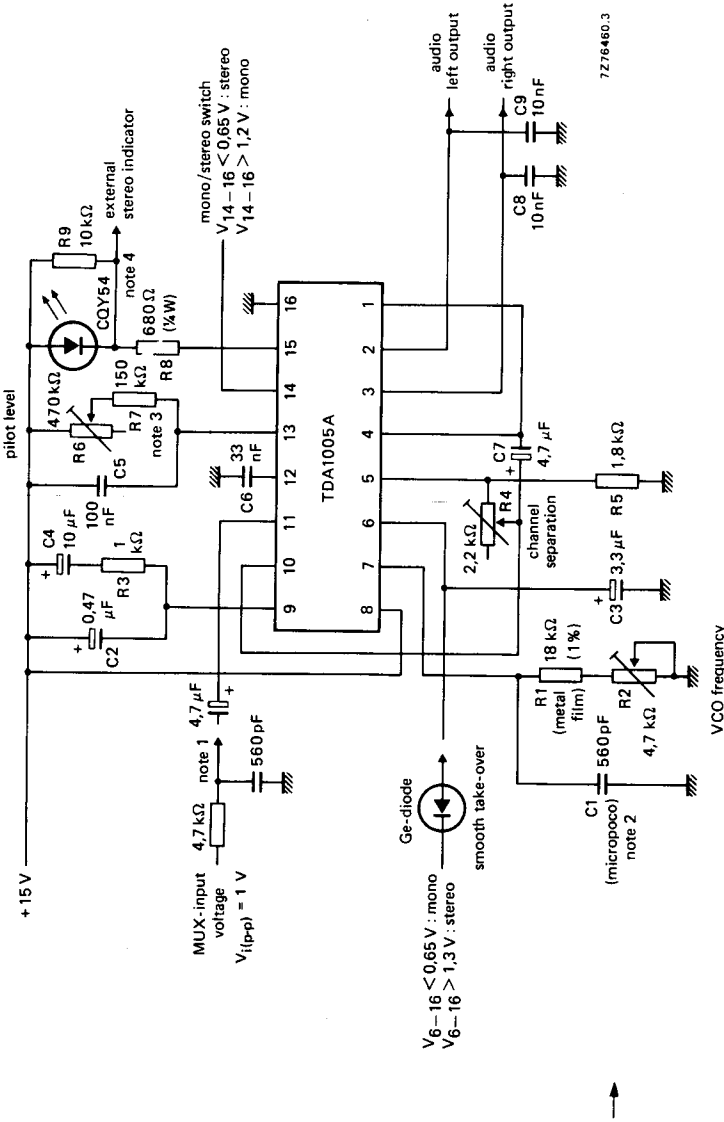 +15 V
pilot level
+
0,47
µF
C2
+
C4
10 µF
R3
1
kΩ
100
nF
C5
470 kΩ
R6
R7
150
kΩ
note 3
CQY54
R9
10 kΩ
external
stereo indicator
note 4
680 Ω
(¼W)
R8
mono/stereo switch
V14–16 < 0,65 V : stereo
V14–16 > 1,2 V : mono
MUX-input
voltage
Vi(p-p) = 1 V
4,7 kΩ
note 1
560 pF
4,7 µF
+
C6
33
nF
9
10
11
12
13
14
15
16
TDA1005A
8
7
6
5
4
3
2
1
V6–16 < 0,65 V : mono
V6–16 > 1,3 V : stereo
Ge-diode
smooth take-over
2,2 kΩ
R4
channel
separation
+
C7
4,7 µF
audio
left output
audio
right output
C8
10 nF
C9
10 nF
C1
560 pF
(micropoco)
note 2
R1
(metal
film)
18 kΩ
(1%)
R2
4,7 kΩ
+
C3
3,3 µF
R5
1,8 kΩ
VCO frequency
7Z76460.3